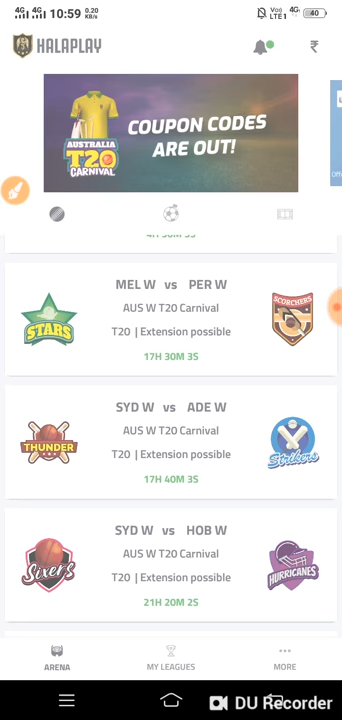 4G 4G 10:59 0.20 KB/s VoLTE1 4G 40
HALAPLAY ₹
AUSTRALIA
T20
CARNIVAL
COUPON CODES
ARE OUT!
MEL W vs PER W
STARS
SCORCHERS
AUS W T20 Carnival
T20 | Extension possible
17H 30M 3S
SYD W vs ADE W
THUNDER
Strikers
AUS W T20 Carnival
T20 | Extension possible
17H 40M 3S
SYD W vs HOB W
Sixers
HURRICANES
AUS W T20 Carnival
T20 | Extension possible
21H 20M 2S
ARENA MY LEAGUES MORE
DU Recorder